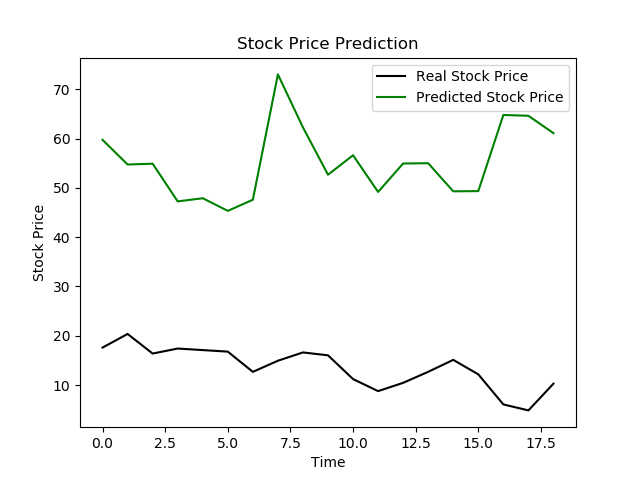 Stock Price Prediction
Real Stock Price
Predicted Stock Price
Stock Price
70
60
50
40
30
20
10
0.0 2.5 5.0 7.5 10.0 12.5 15.0 17.5
Time